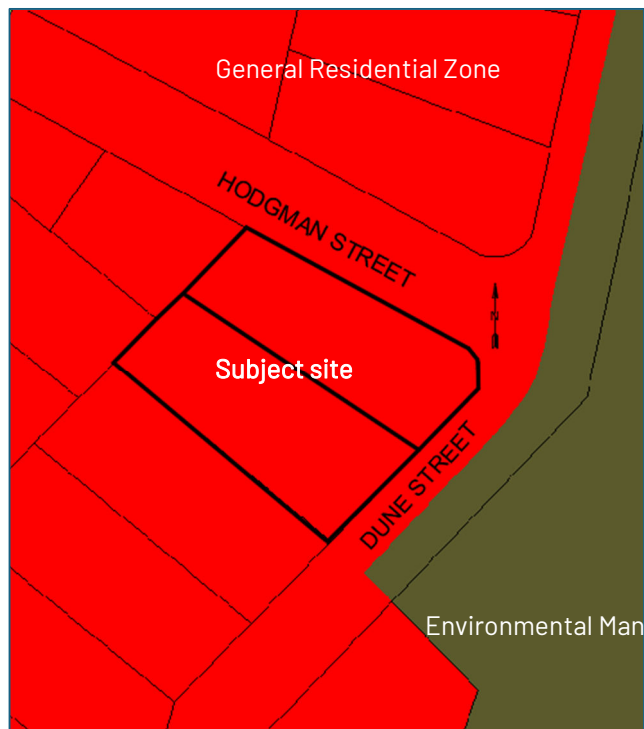 General Residential Zone
HODGMAN STREET
N
Subject site
DUNE STREET
Environmental Man